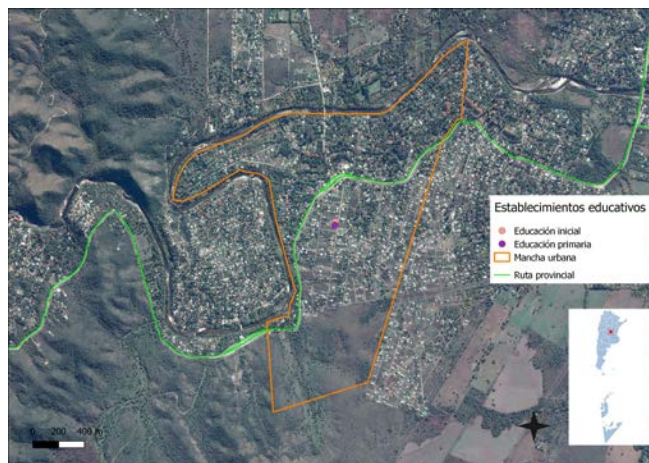 Establecimientos educativos
Educación inicial
Educación primaria
Mancha urbana
Ruta provincial
0 200 400 m